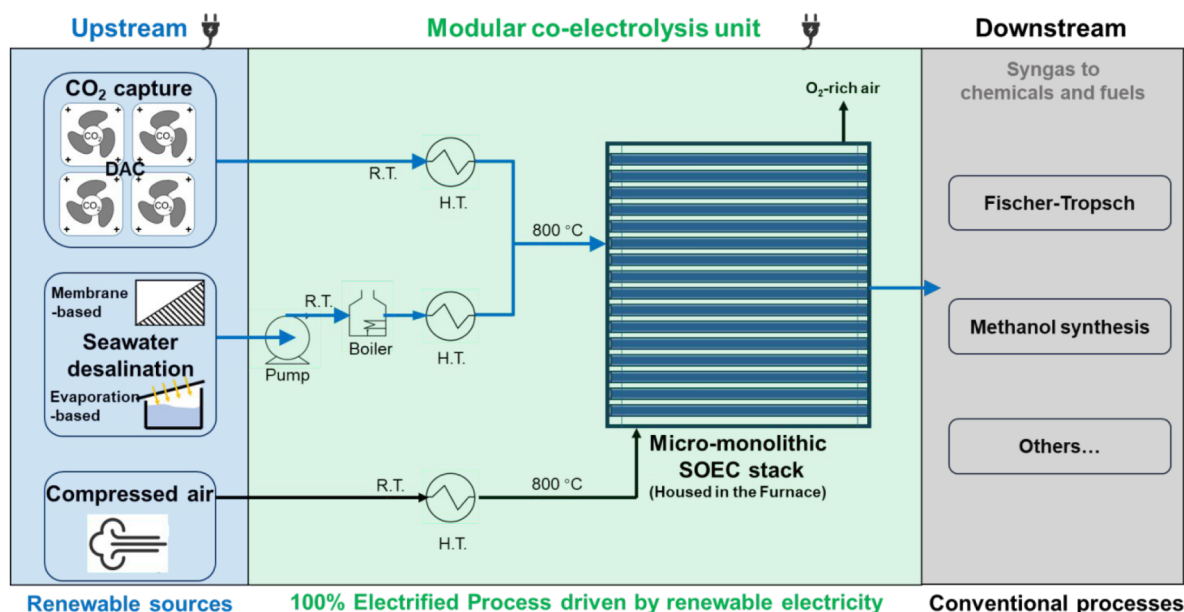 Upstream
Modular co-electrolysis unit
Downstream
CO₂ capture
CO₂
CO₂
DAC
CO₂
CO₂
R.T.
H.T.
800 °C
O₂-rich air
Syngas to
chemicals and fuels
Fischer-Tropsch
Membrane
-based
Seawater
desalination
Evaporation
-based
Pump
R.T.
Boiler
H.T.
Methanol synthesis
Micro-monolithic
SOEC stack
(Housed in the Furnace)
Others…
Compressed air
R.T.
H.T.
800 °C
Renewable sources
100% Electrified Process driven by renewable electricity
Conventional processes